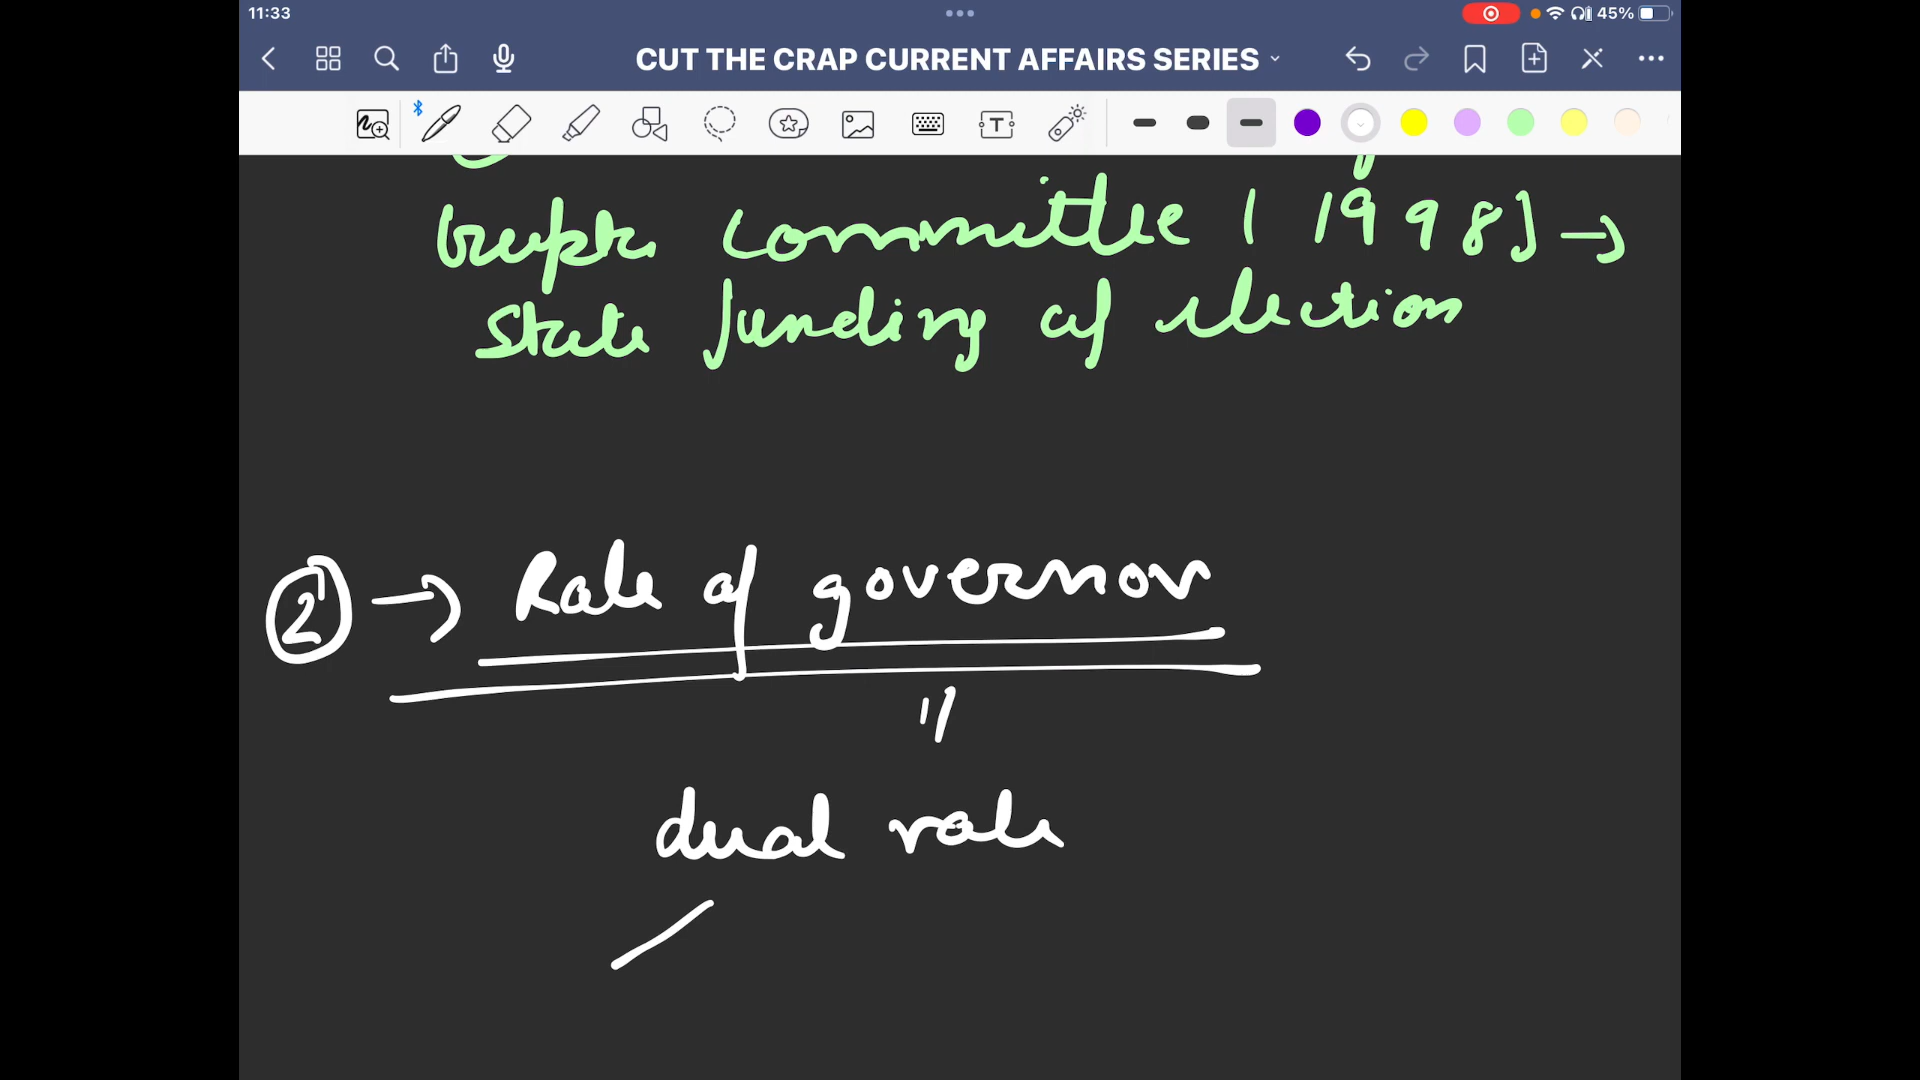 11:33
45%
CUT THE CRAP CURRENT AFFAIRS SERIES
Gupta Committee (1998) →
State funding of election
② → Role of governor
dual role